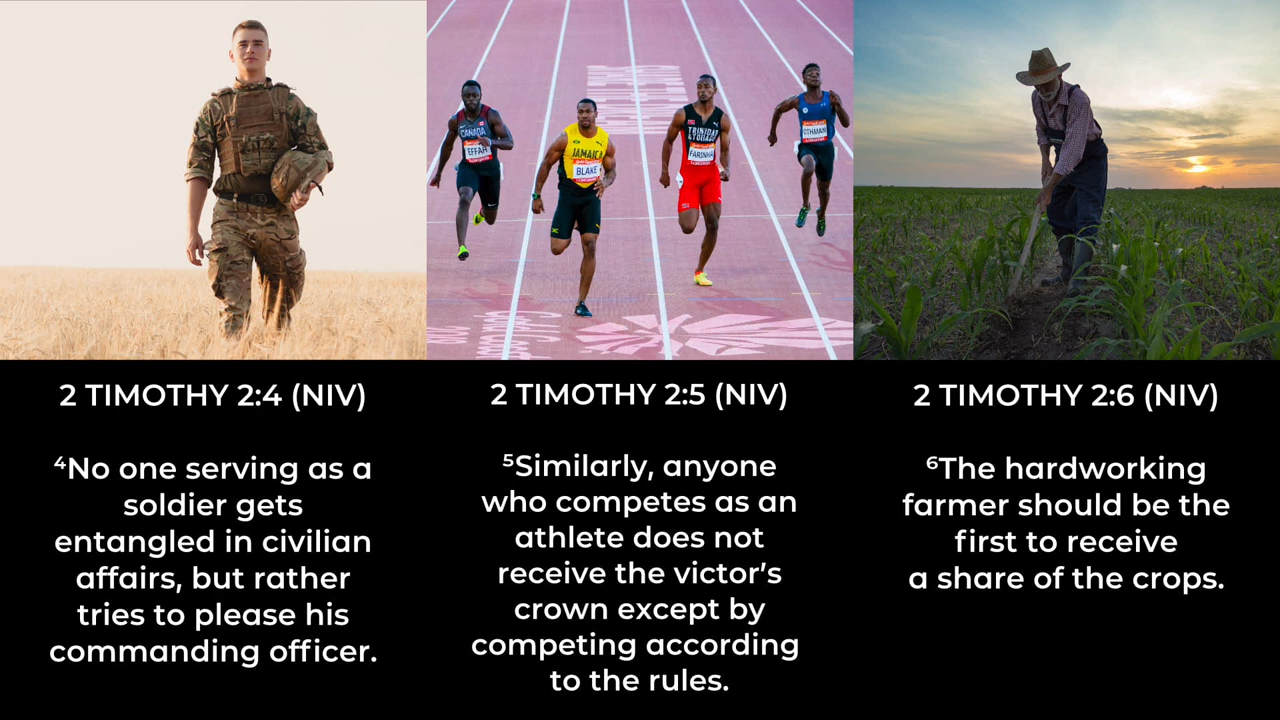 CANADA
EFFAH
JAMAICA
BLAKE
TRINIDAD
& TOBAGO
FARINHA
OTHMAN
2 TIMOTHY 2:4 (NIV)
⁴No one serving as a
soldier gets
entangled in civilian
affairs, but rather
tries to please his
commanding officer.
2 TIMOTHY 2:5 (NIV)
⁵Similarly, anyone
who competes as an
athlete does not
receive the victor’s
crown except by
competing according
to the rules.
2 TIMOTHY 2:6 (NIV)
⁶The hardworking
farmer should be the
first to receive
a share of the crops.